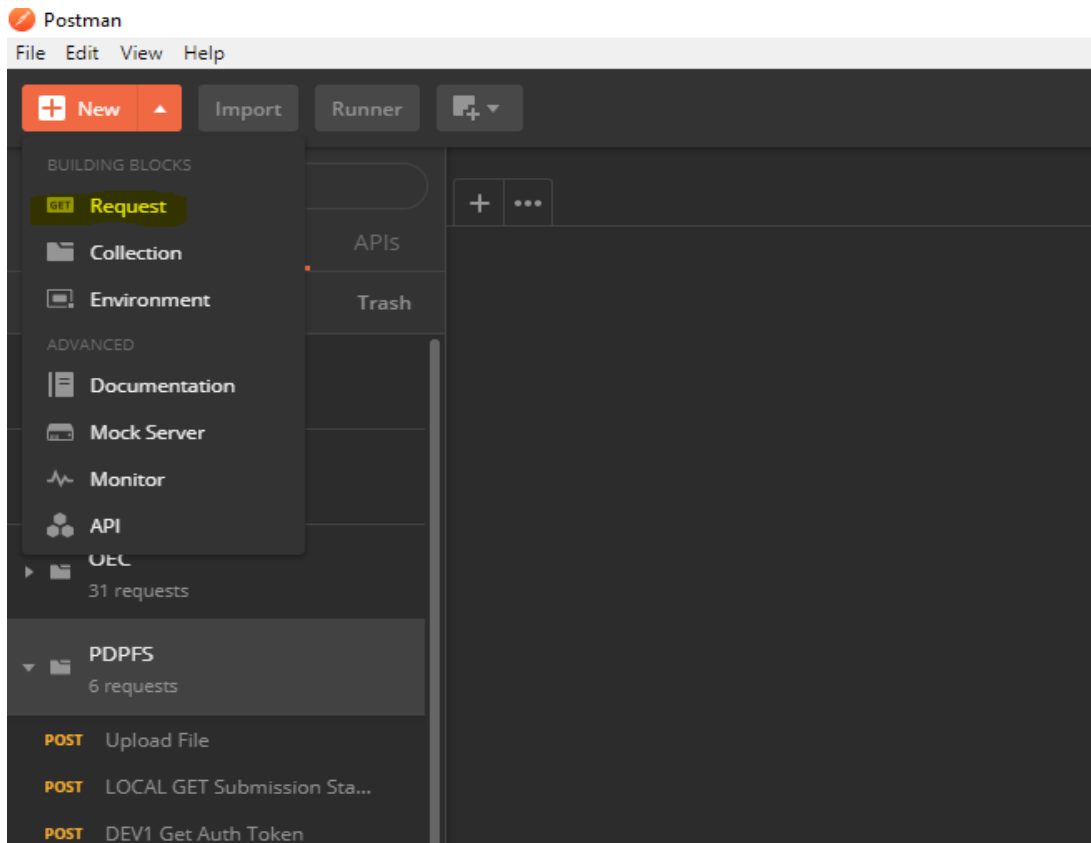 Postman
File Edit View Help
New Import Runner
BUILDING BLOCKS
GET Request
Collection
APIs
Environment
Trash
ADVANCED
Documentation
Mock Server
Monitor
API
OEC
31 requests
PDPFS
6 requests
POST Upload File
POST LOCAL GET Submission Sta...
POST DEV1 Get Auth Token